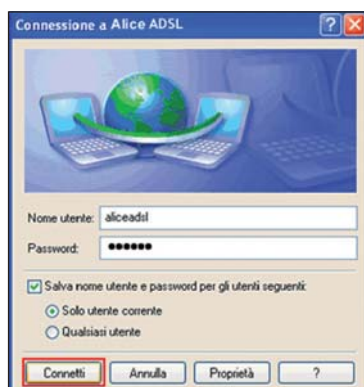 Connessione a Alice ADSL
Nome utente: aliceadsl
Password: ●●●●●●
Salva nome utente e password per gli utenti seguenti:
Solo utente corrente
Qualsiasi utente
Connetti Annulla Proprietà ?